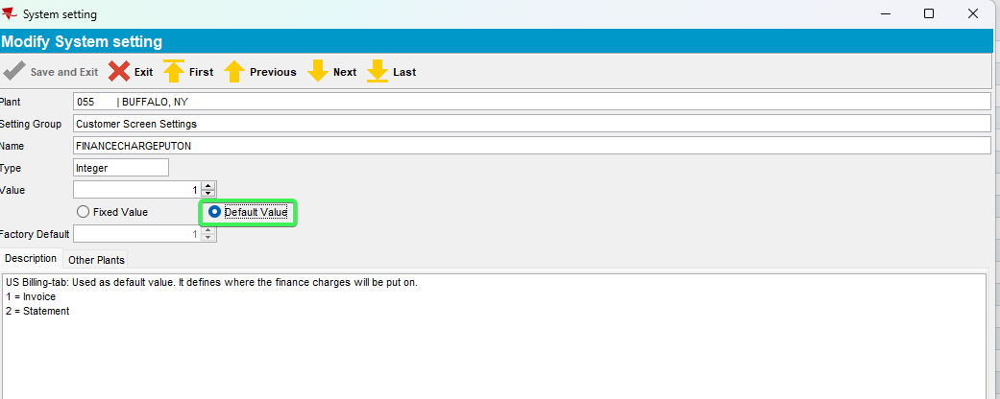 System setting
Modify System setting
Save and Exit Exit First Previous Next Last
Plant 055 | BUFFALO, NY
Setting Group Customer Screen Settings
Name FINANCECHARGEPUTON
Type Integer
Value 1
Fixed Value Default Value
Factory Default 1
Description Other Plants
US Billing-tab: Used as default value. It defines where the finance charges will be put on.
1 = Invoice
2 = Statement